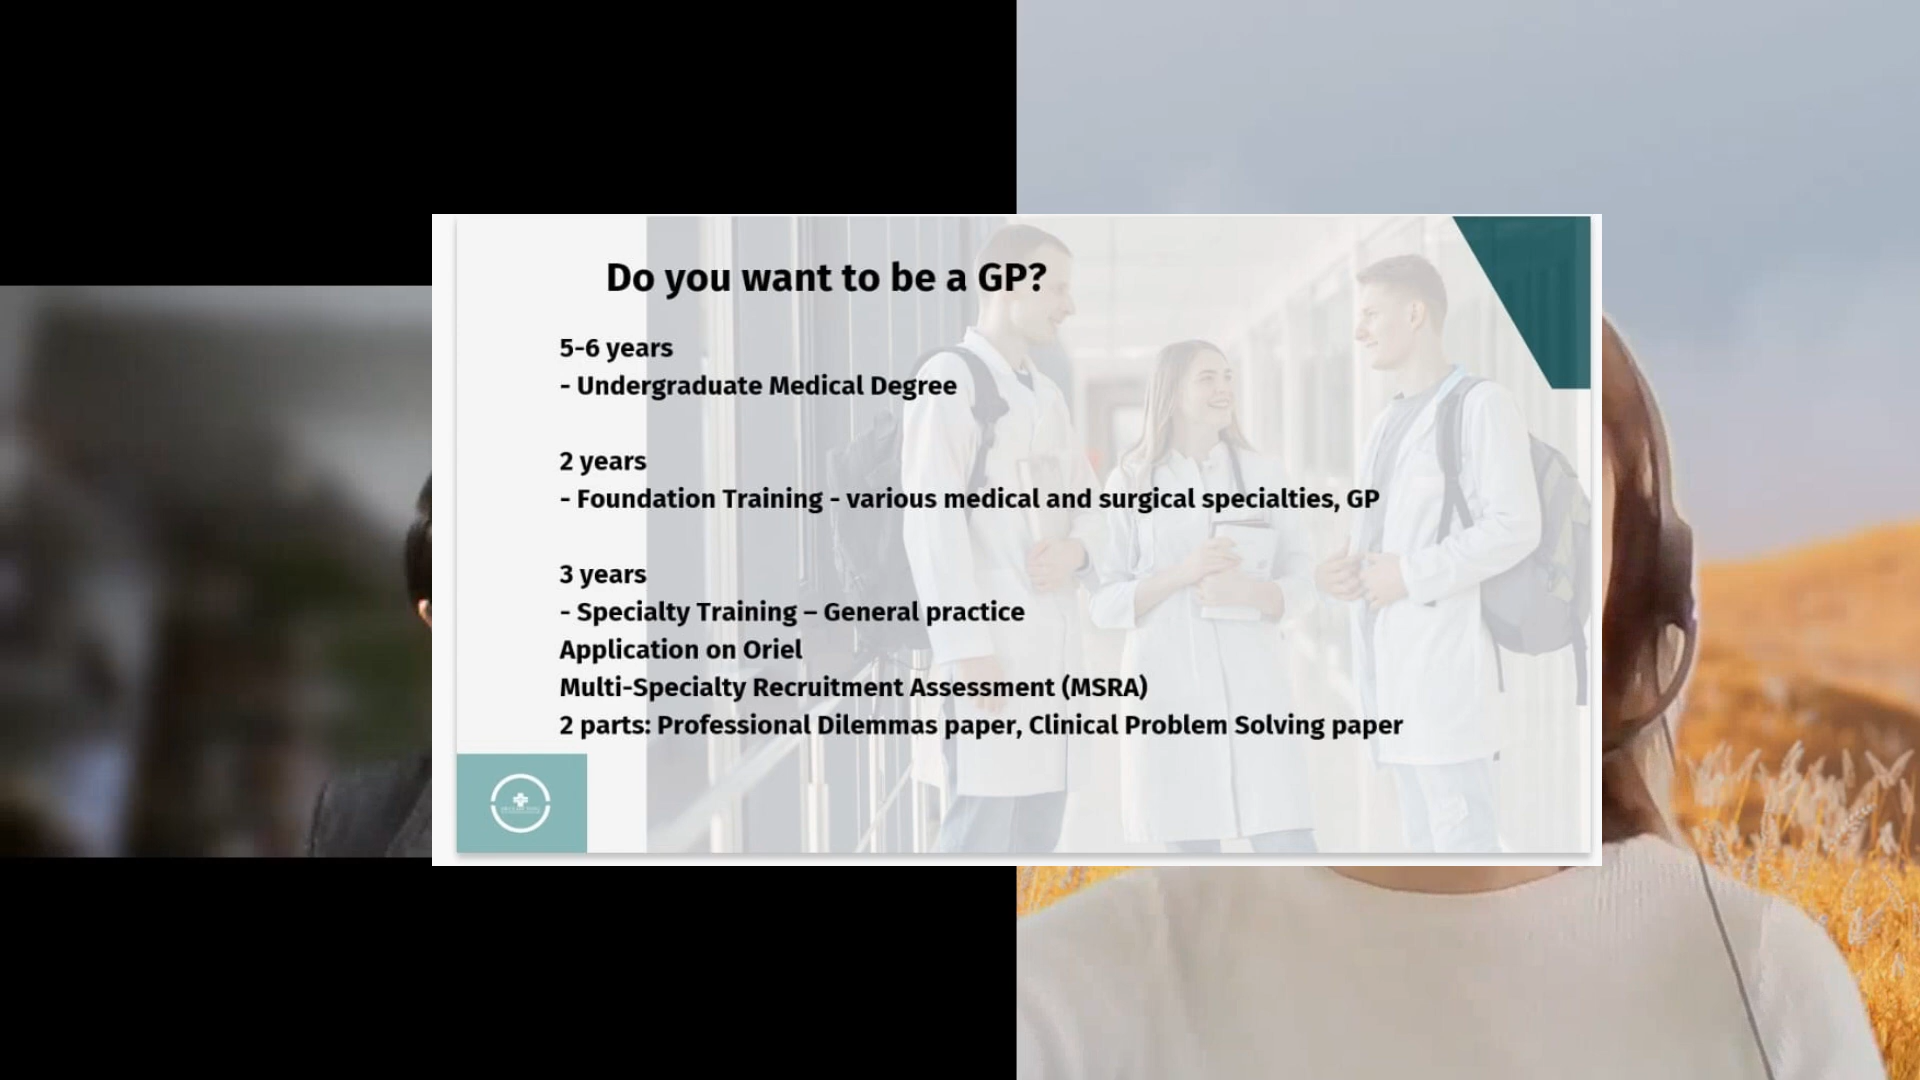 Do you want to be a GP?
5-6 years
- Undergraduate Medical Degree
2 years
- Foundation Training - various medical and surgical specialties, GP
3 years
- Specialty Training – General practice
Application on Oriel
Multi-Specialty Recruitment Assessment (MSRA)
2 parts: Professional Dilemmas paper, Clinical Problem Solving paper